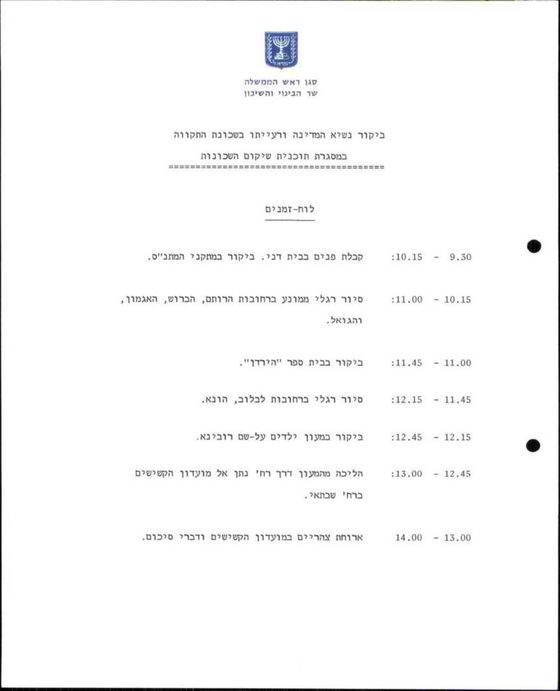 סגן ראש הממשלה
שר הבינוי והשיכון
ביקור נשיא המדינה ורעייתו בשכונת התקווה
במסגרת תוכנית שיקום השכונות
לוח-זמנים
9.30 - 10.15: קבלת פנים בבית דני. ביקור במתקני המתנ"ס.
10.15 - 11.00: סיור רגלי ממונע ברחובות הרותם, הברוש, האגמון,
והגואל.
11.00 - 11.45: ביקור בבית ספר "הירדן".
11.45 - 12.15: סיור רגלי ברחובות לבלוב, הונא.
12.15 - 12.45: ביקור במעון ילדים על-שם רובינא.
12.45 - 13.00: הליכה מהמעון דרך רח' נתן אל מועדון הקשישים
ברח' שבתאי.
13.00 - 14.00 ארוחת צהריים במועדון הקשישים ודברי סיכום.